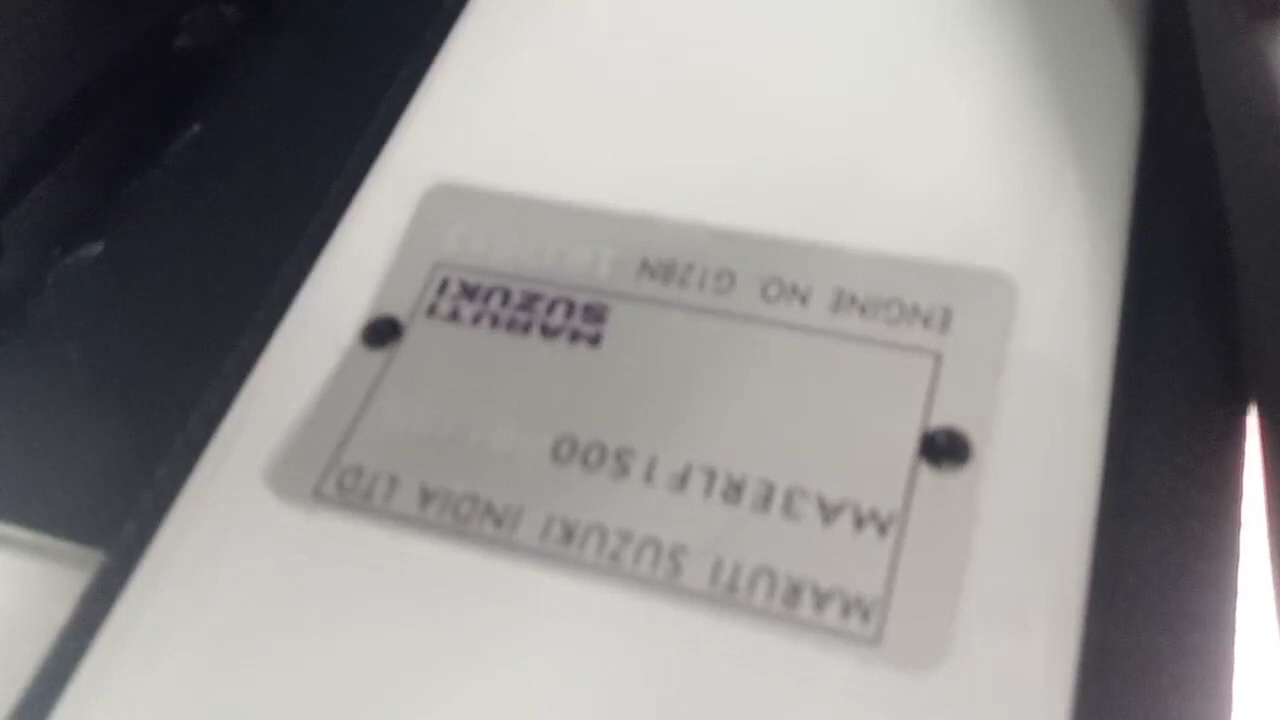 MARUTI SUZUKI INDIA LTD
MA3ERLF1S00
MARUTI
SUZUKI
ENGINE NO. G12BN